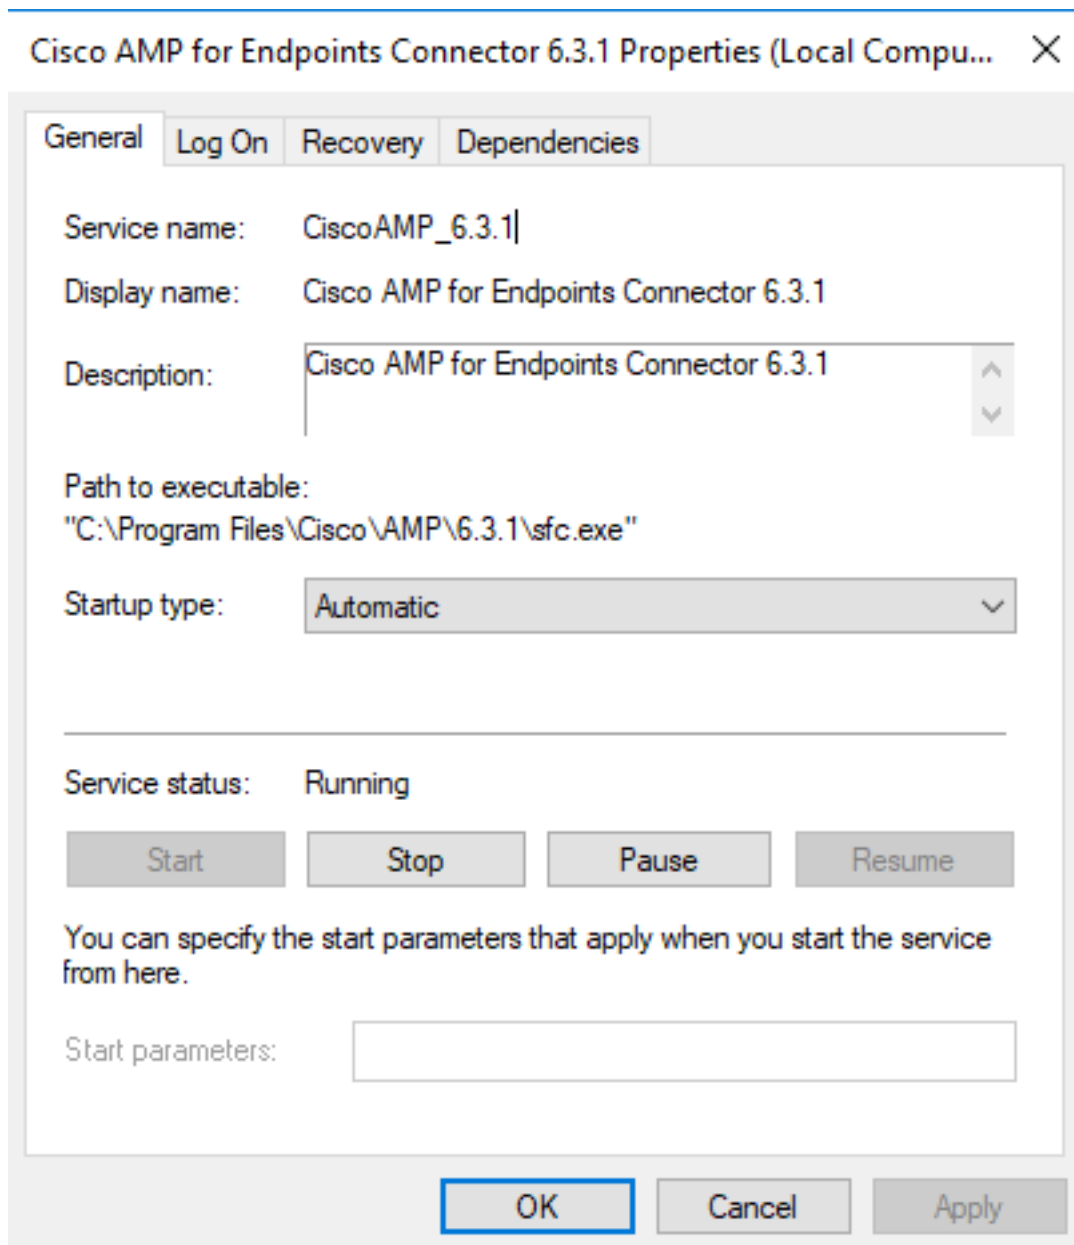 Cisco AMP for Endpoints Connector 6.3.1 Properties (Local Compu...
General Log On Recovery Dependencies
Service name: CiscoAMP_6.3.1
Display name: Cisco AMP for Endpoints Connector 6.3.1
Description: Cisco AMP for Endpoints Connector 6.3.1
Path to executable:
"C:\Program Files\Cisco\AMP\6.3.1\sfc.exe"
Startup type: Automatic
Service status: Running
Start Stop Pause Resume
You can specify the start parameters that apply when you start the service
from here.
Start parameters:
OK Cancel Apply